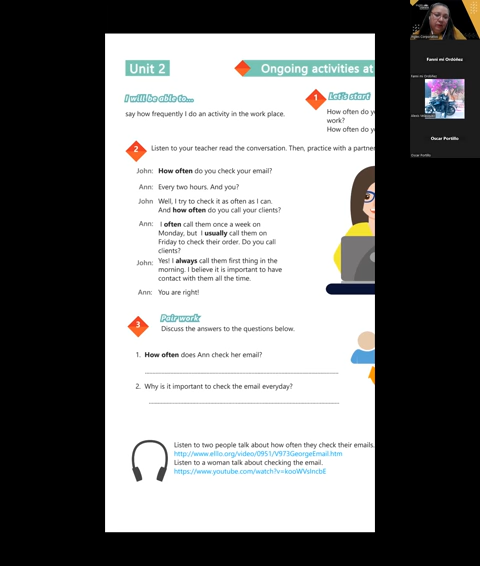 Unit 2
Ongoing activities at
I will be able to...
say how frequently I do an activity in the work place.
1
Let's start
How often do
work?
How often do
2
Listen to your teacher read the conversation. Then, practice with a partner
John: How often do you check your email?
Ann: Every two hours. And you?
John Well, I try to check it as often as I can.
And how often do you call your clients?
Ann: I often call them once a week on
Monday, but I usually call them on
Friday to check their order. Do you call
clients?
John: Yes! I always call them first thing in the
morning. I believe it is important to have
contact with them all the time.
Ann: You are right!
3
Pair work
Discuss the answers to the questions below.
1. How often does Ann check her email?
2. Why is it important to check the email everyday?
Listen to two people talk about how often they check their emails.
http://www.elllo.org/video/0951/V973GeorgeEmail.htm
Listen to a woman talk about checking the email.
https://www.youtube.com/watch?v=kooWVsIncbE
Fanni mi Ordóñez
Fanni mi Ordóñez
Oscar Portillo
Oscar Portillo